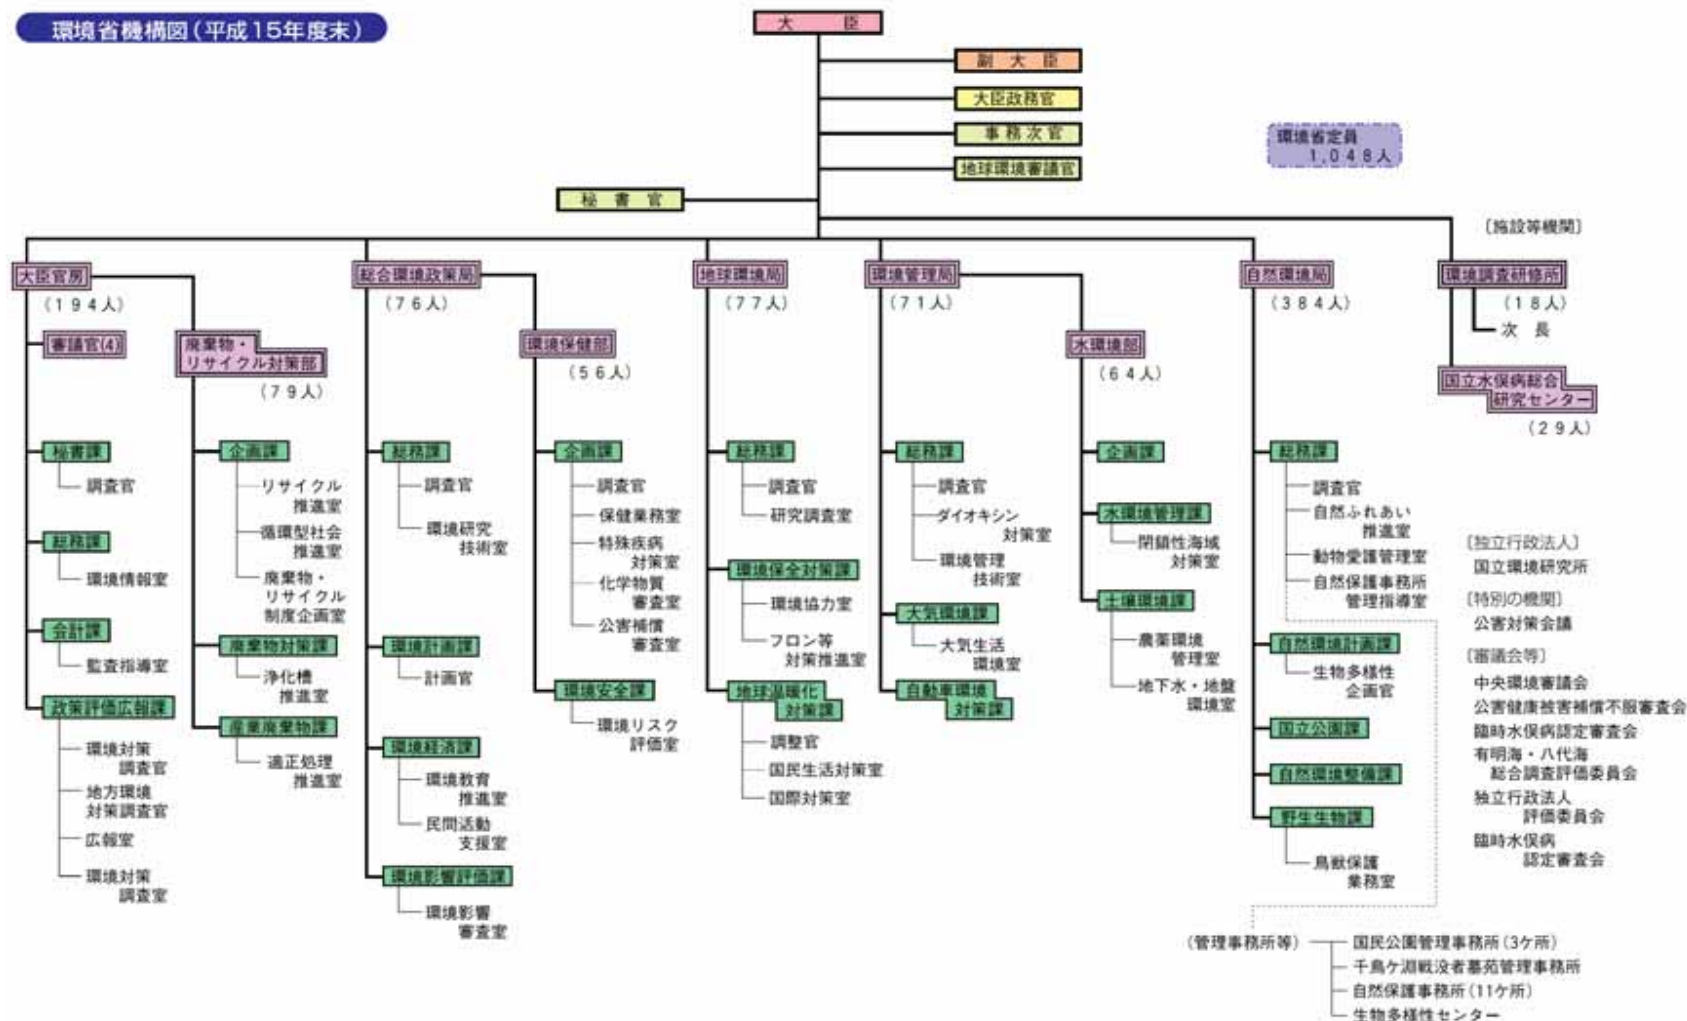 環境省機構図(平成15年度末)
大 臣
副 大 臣
大臣政務官
事務次官
地球環境審議官
秘 書 官
環境省定員
1,048人
大臣官房
(194人)
審議官(4)
秘書課
調査官
総務課
環境情報室
会計課
監査指導室
政策評価広報課
環境対策
調査官
地方環境
対策調査官
広報室
環境対策
調査室
廃棄物・
リサイクル対策部
(79人)
企画課
リサイクル
推進室
循環型社会
推進室
廃棄物・
リサイクル
制度企画室
廃棄物対策課
浄化槽
推進室
産業廃棄物課
適正処理
推進室
総合環境政策局
(76人)
総務課
調査官
環境研究
技術室
環境計画課
計画官
環境経済課
環境教育
推進室
民間活動
支援室
環境影響評価課
環境影響
審査室
環境保健部
(56人)
企画課
調査官
保健業務室
特殊疾病
対策室
化学物質
審査室
公害補償
審査室
環境安全課
環境リスク
評価室
地球環境局
(77人)
総務課
調査官
研究調査室
環境保全対策課
環境協力室
フロン等
対策推進室
地球温暖化
対策課
調整官
国民生活対策室
国際対策室
環境管理局
(71人)
総務課
調査官
ダイオキシン
対策室
環境管理
技術室
大気環境課
大気生活
環境室
自動車環境
対策課
水環境部
(64人)
企画課
水環境管理課
閉鎖性海域
対策室
土壌環境課
農薬環境
管理室
地下水・地盤
環境室
自然環境局
(384人)
総務課
調査官
自然ふれあい
推進室
動物愛護管理室
自然保護事務所
管理指導室
自然環境計画課
生物多様性
企画官
国立公園課
自然環境整備課
野生生物課
鳥獣保護
業務室
(管理事務所等)
国民公園管理事務所(3ケ所)
千鳥ケ淵戦没者墓苑管理事務所
自然保護事務所(11ケ所)
生物多様性センター
〔施設等機関〕
環境調査研修所
(18人)
次 長
国立水俣病総合
研究センター
(29人)
〔独立行政法人〕
国立環境研究所
〔特別の機関〕
公害対策会議
〔審議会等〕
中央環境審議会
公害健康被害補償不服審査会
臨時水俣病認定審査会
有明海・八代海
総合調査評価委員会
独立行政法人
評価委員会
臨時水俣病
認定審査会